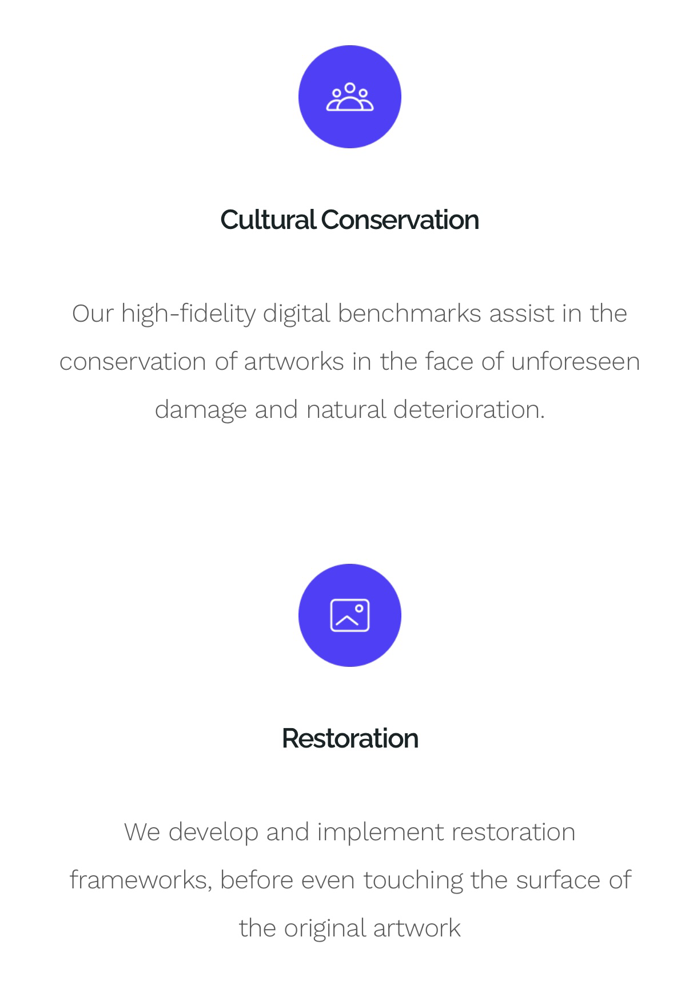 Cultural Conservation
Our high-fidelity digital benchmarks assist in the
conservation of artworks in the face of unforeseen
damage and natural deterioration.
Restoration
We develop and implement restoration
frameworks, before even touching the surface of
the original artwork